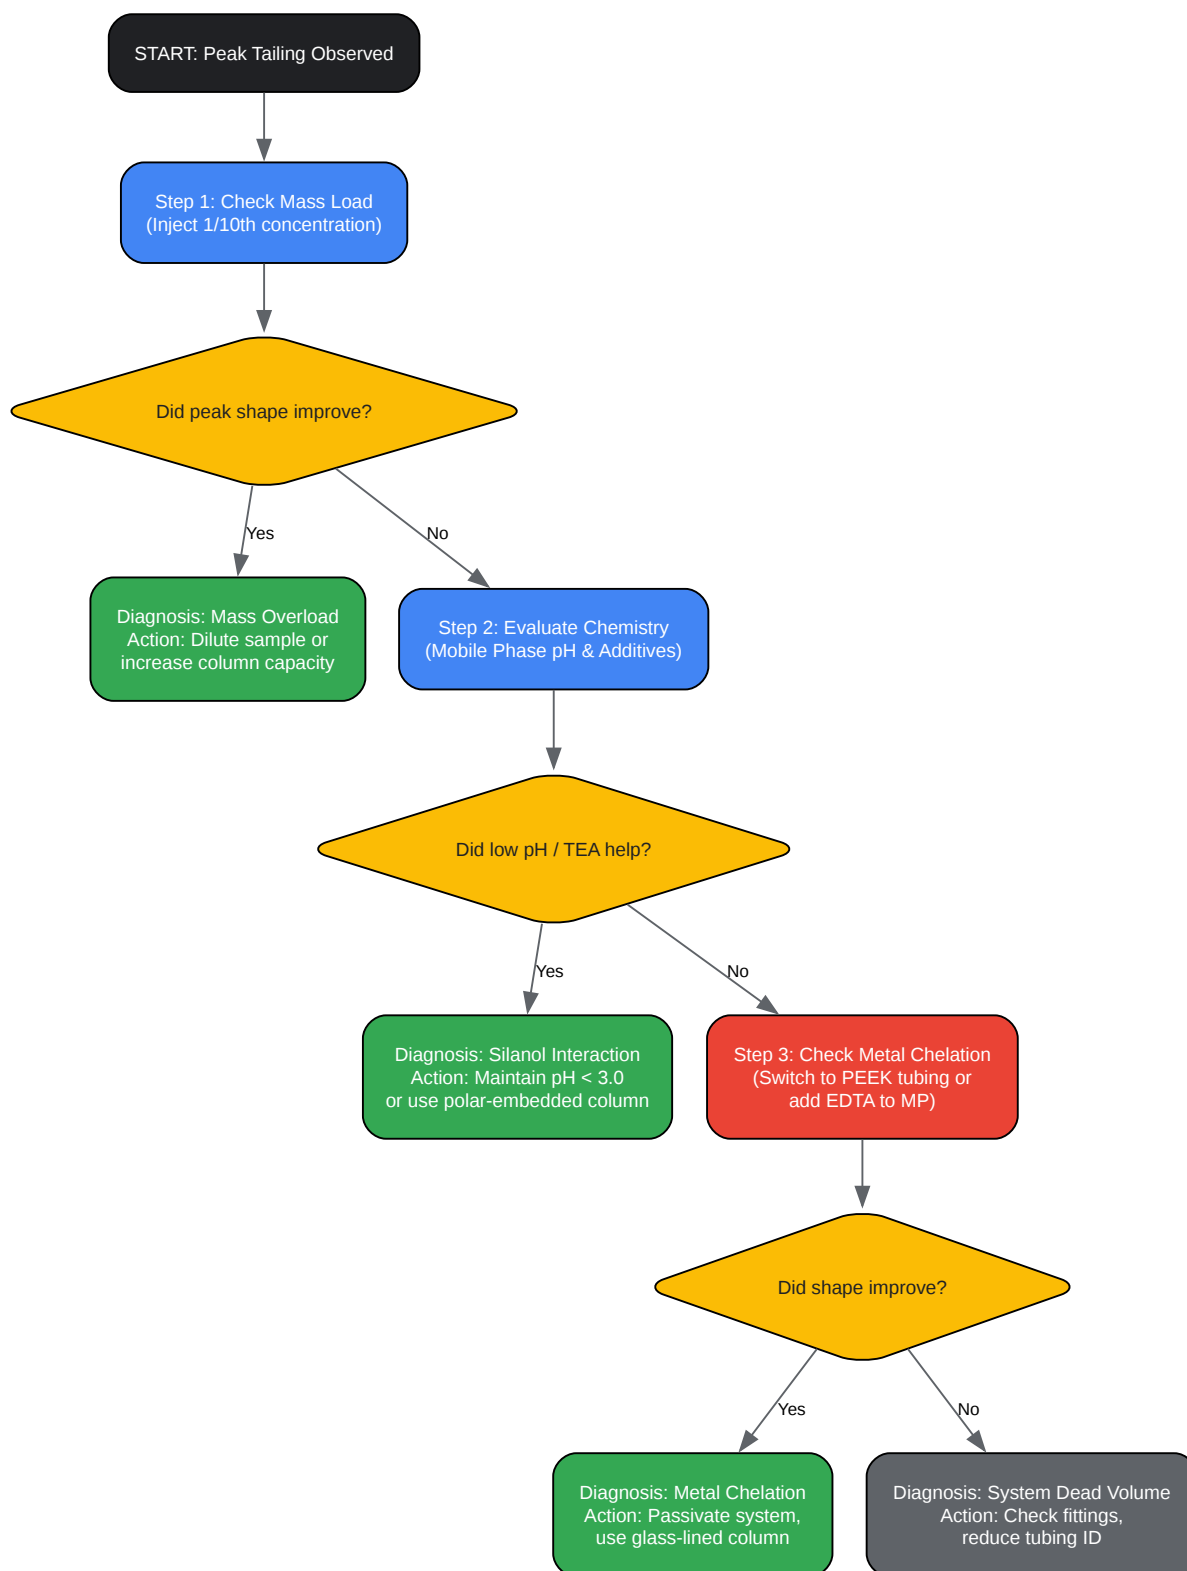 START: Peak Tailing Observed
Step 1: Check Mass Load
(Inject 1/10th concentration)
Did peak shape improve?
Yes
No
Diagnosis: Mass Overload
Action: Dilute sample or
increase column capacity
Step 2: Evaluate Chemistry
(Mobile Phase pH & Additives)
Did low pH / TEA help?
Yes
No
Diagnosis: Silanol Interaction
Action: Maintain pH < 3.0
or use polar-embedded column
Step 3: Check Metal Chelation
(Switch to PEEK tubing or
add EDTA to MP)
Did shape improve?
Yes
No
Diagnosis: Metal Chelation
Action: Passivate system,
use glass-lined column
Diagnosis: System Dead Volume
Action: Check fittings,
reduce tubing ID